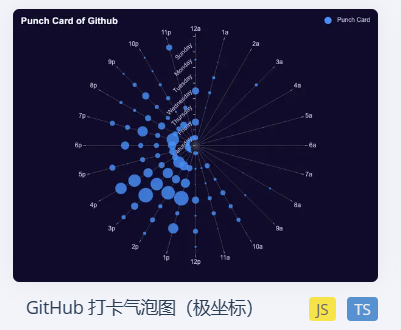 Punch Card of Github
Punch Card
12a
11p
1a
10p
2a
9p
3a
8p
4a
7p
5a
6p
6a
5p
7a
4p
8a
3p
9a
2p
10a
1p
11a
12p
Sunday
Monday
Tuesday
Wednesday
Thursday
Friday
Saturday
GitHub 打卡气泡图（极坐标）
JS
TS